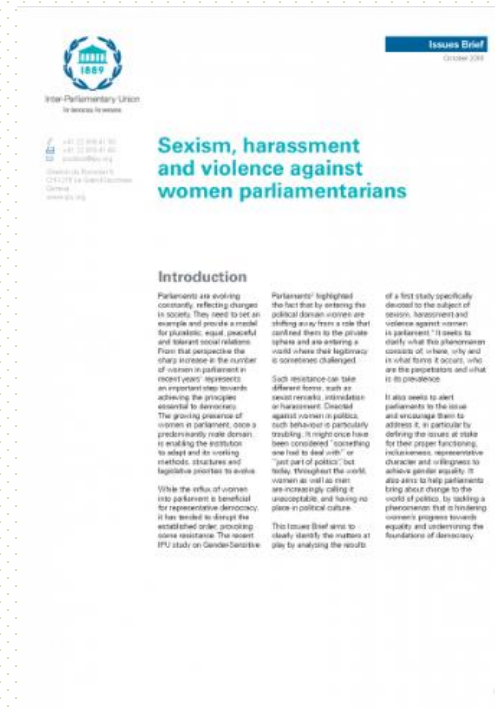 1889
Inter-Parliamentary Union
For democracy. For everyone.
Issues Brief
October 2016
www.ipu.org
Sexism, harassment
and violence against
women parliamentarians
Introduction
Parliaments are evolving
constantly, reflecting changes
in society. They need to set an
example and provide a model
for pluralistic, equal, peaceful
and tolerant social relations.
From that perspective the
sharp increase in the number
of women in parliament in
recent years represents
an important step towards
achieving the principles
essential to democracy.
The growing presence of
women in parliament, once a
predominantly male domain,
is enabling the institution
to adapt and its working
methods, structures and
legislative priorities to evolve.
While the influx of women
into parliament is beneficial
for representative democracy,
it has tended to disrupt the
established order, provoking
some resistance. The recent
IPU study on Gender-Sensitive
Parliaments highlighted
the fact that by entering the
political domain women are
shifting away from a role that
confined them to the private
sphere and are entering a
world where their legitimacy
is sometimes challenged.
Such resistance can take
different forms, such as
sexist remarks, intimidation
or harassment. Directed
against women in politics,
such behaviour is particularly
troubling. It might once have
been considered "something
one had to deal with" or
"just part of politics", but
today, throughout the world,
women as well as men
are increasingly calling it
unacceptable, and having no
place in political culture.
This Issues Brief aims to
clearly identify the matters at
play by analysing the results
of a first study specifically
devoted to the subject of
sexism, harassment and
violence against women
in parliament. It seeks to
clarify what this phenomenon
consists of; where, why and
in what forms it occurs; who
are the perpetrators and what
is its prevalence.
It also seeks to alert
parliaments to the issue
and encourage them to
address it, in particular by
defining the issues at stake
for their proper functioning,
inclusiveness, representative
character and willingness to
achieve gender equality. It
also aims to help parliaments
bring about change to the
world of politics, by tackling a
phenomenon that is hindering
women's progress towards
equality and undermining the
foundations of democracy.